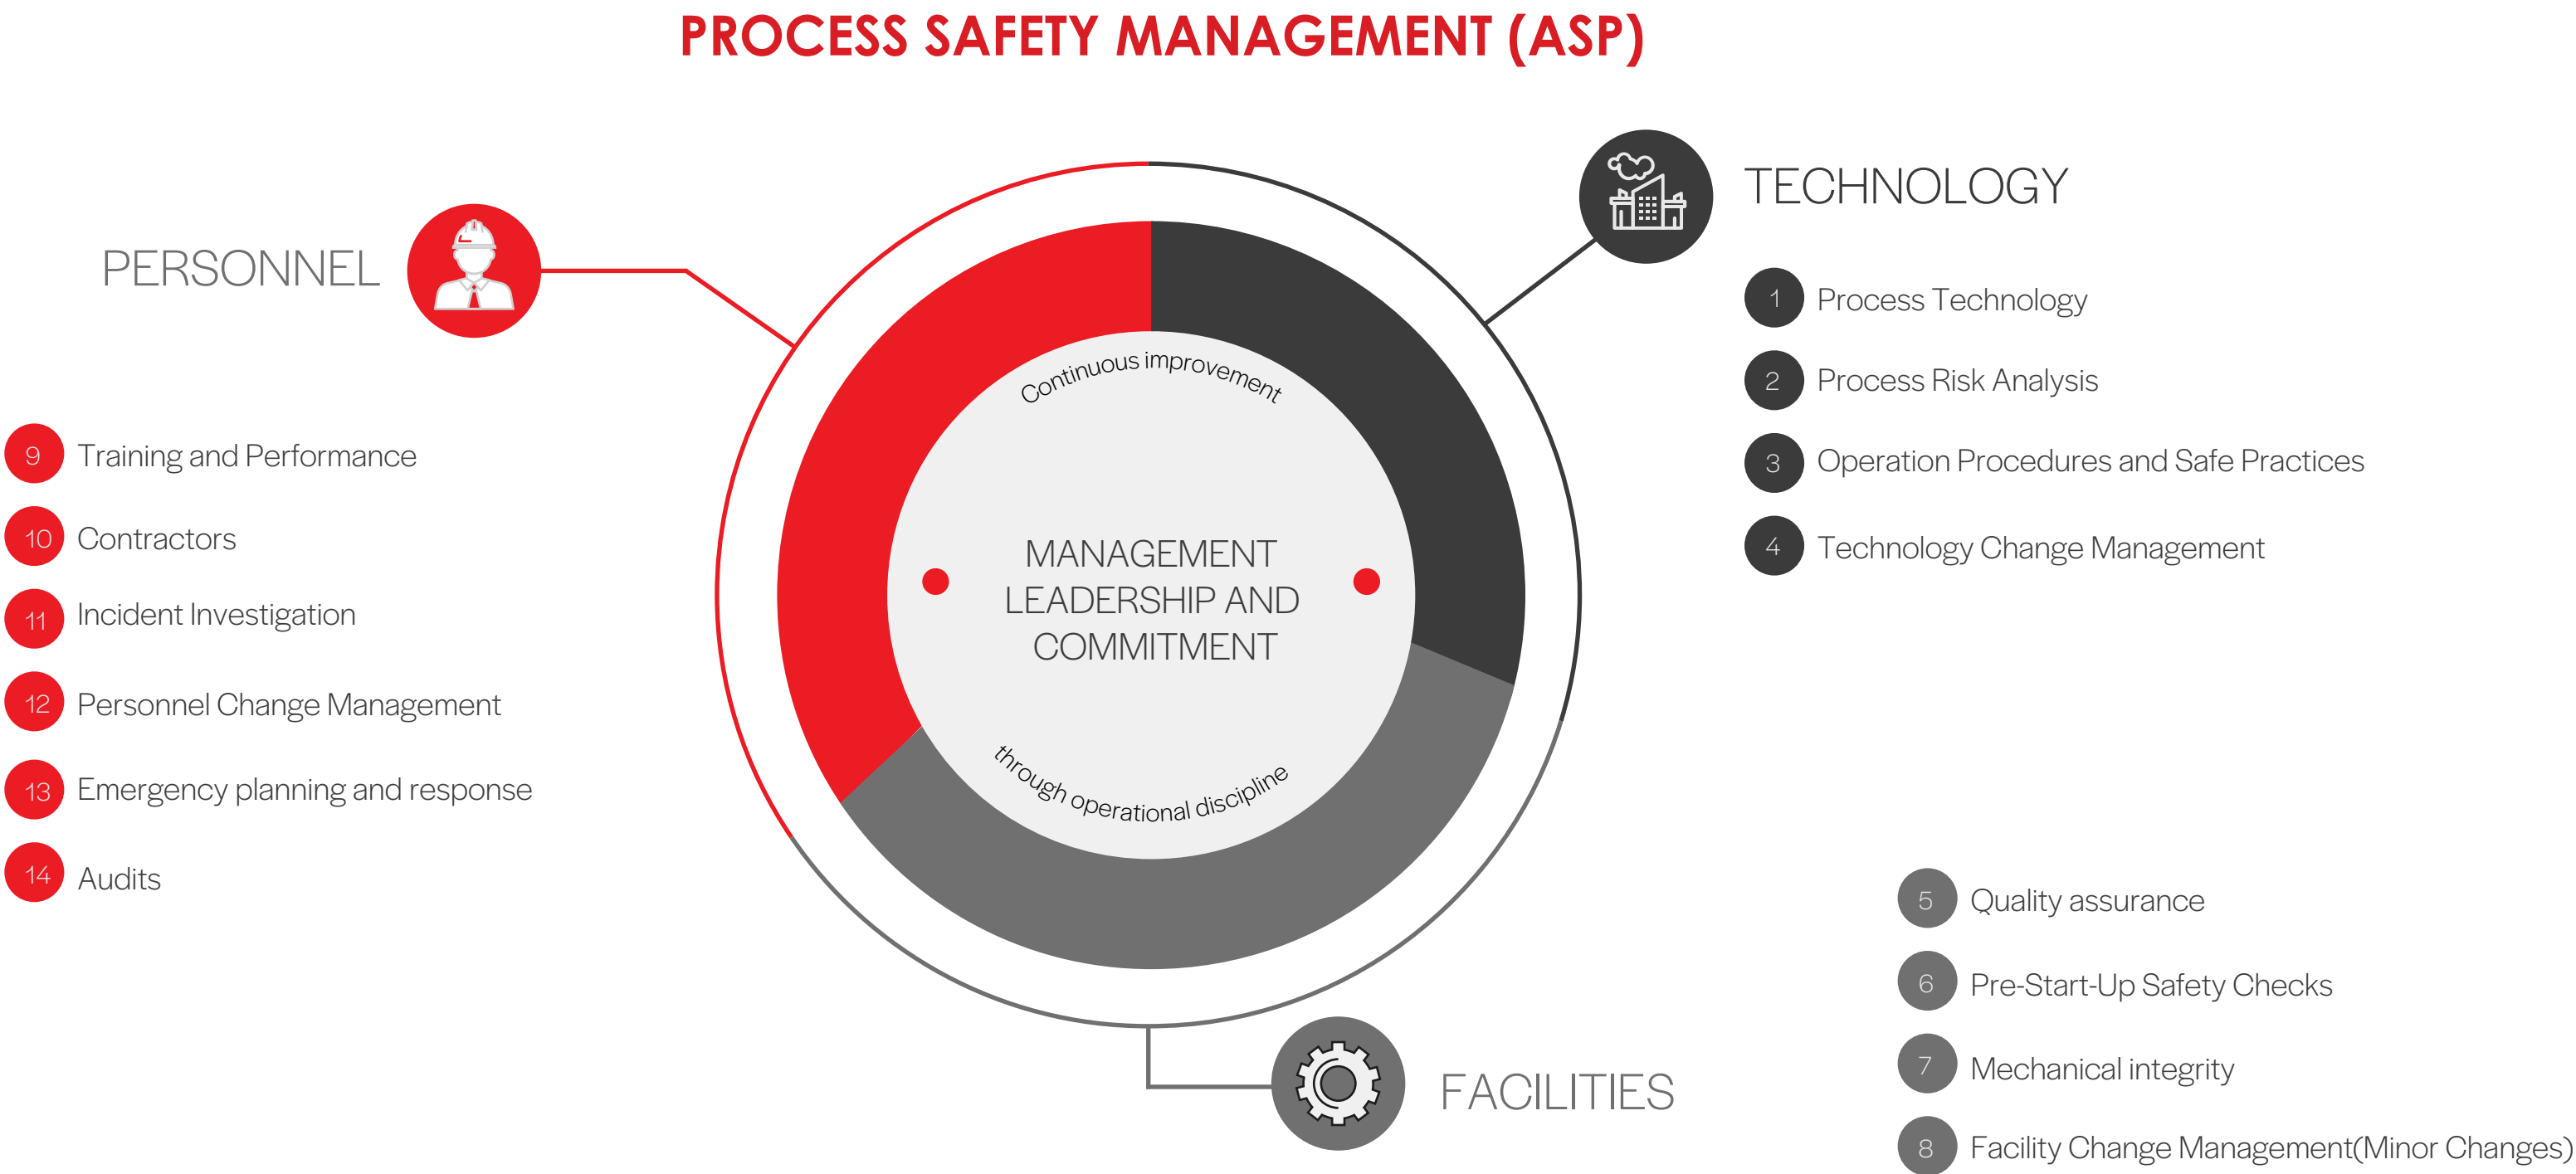 PROCESS SAFETY MANAGEMENT (ASP)
PERSONNEL
9 Training and Performance
10 Contractors
11 Incident Investigation
12 Personnel Change Management
13 Emergency planning and response
14 Audits
Continuous improvement
MANAGEMENT
LEADERSHIP AND
COMMITMENT
through operational discipline
TECHNOLOGY
1 Process Technology
2 Process Risk Analysis
3 Operation Procedures and Safe Practices
4 Technology Change Management
FACILITIES
5 Quality assurance
6 Pre-Start-Up Safety Checks
7 Mechanical integrity
8 Facility Change Management(Minor Changes)